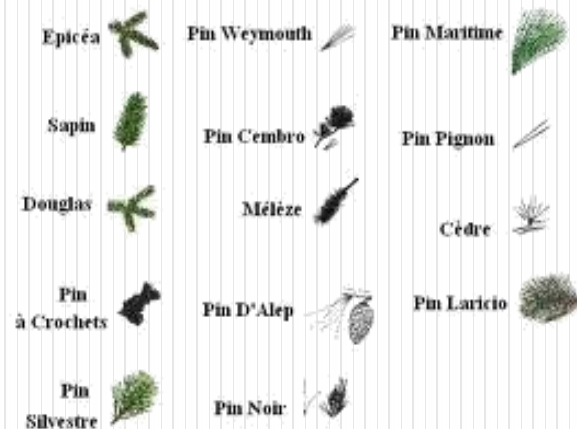 Epicéa
Sapin
Douglas
Pin
à Crochets
Pin
Silvestre
Pin Weymouth
Pin Cembro
Mélèze
Pin D'Alep
Pin Noir
Pin Maritime
Pin Pignon
Cèdre
Pin Laricio